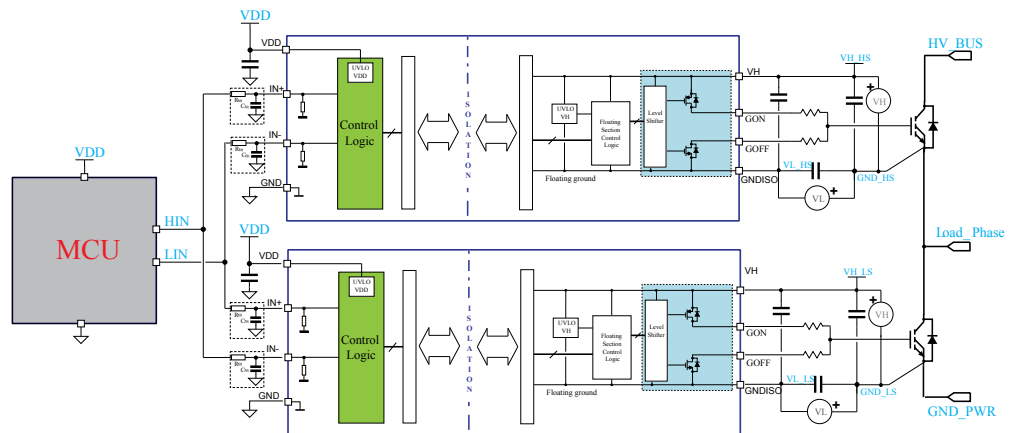 VDD
VDD
IN+
IN-
GND
UVLO
VDD
Control
Logic
SOLATION
UVLO
VH
Floating
Section
Control
Logic
Level
Shifter
Floating ground
VH
GON
GOFF
GNDISO
VH_HS
VH
VL_HS
VL
GND_HS
HV_BUS
VDD
MCU
HIN
LIN
Load_Phase
VDD
VDD
IN+
IN-
GND
UVLO
VDD
Control
Logic
SOLATION
UVLO
VH
Floating
Section
Control
Logic
Level
Shifter
Floating ground
VH
GON
GOFF
GNDISO
VH_LS
VH
VL_LS
VL
GND_LS
GND_PWR